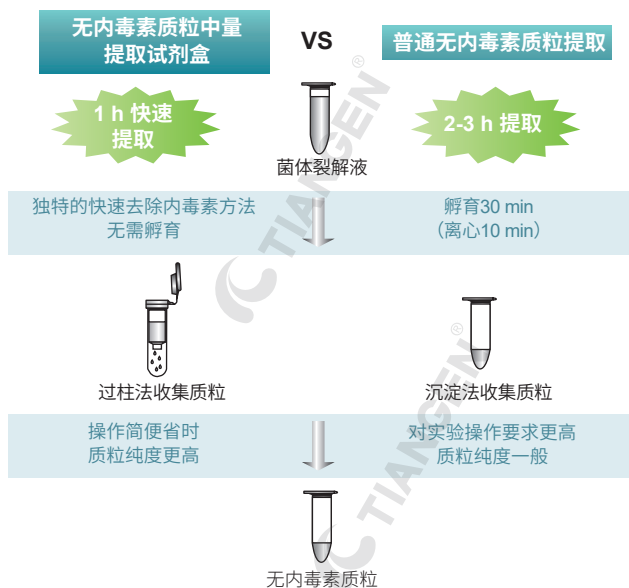 无内毒素质粒中量
提取试剂盒
VS
普通无内毒素质粒提取
1 h 快速
提取
2-3 h 提取
菌体裂解液
独特的快速去除内毒素方法
无需孵育
孵育30 min
（离心10 min）
过柱法收集质粒
沉淀法收集质粒
操作简便省时
质粒纯度更高
对实验操作要求更高
质粒纯度一般
无内毒素质粒
TIANGEN®
TIANGEN®